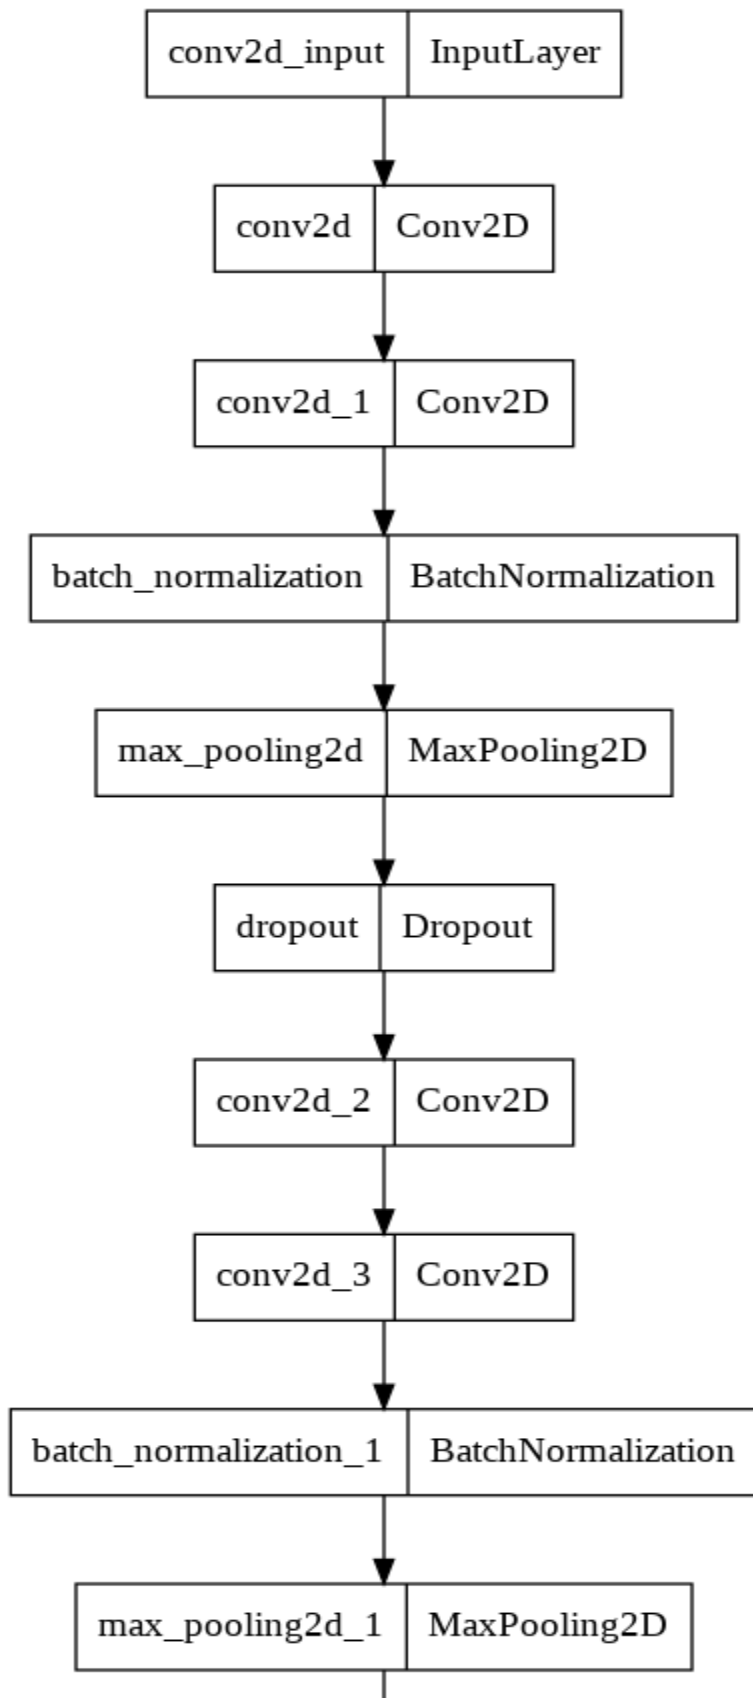 conv2d_input InputLayer
conv2d Conv2D
conv2d_1 Conv2D
batch_normalization BatchNormalization
max_pooling2d MaxPooling2D
dropout Dropout
conv2d_2 Conv2D
conv2d_3 Conv2D
batch_normalization_1 BatchNormalization
max_pooling2d_1 MaxPooling2D